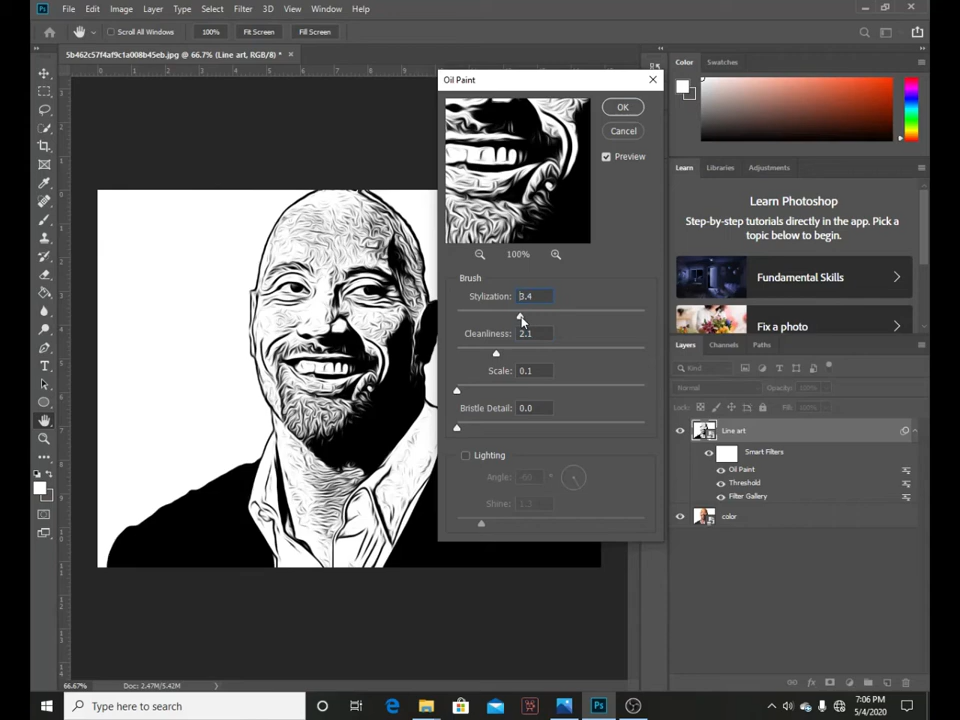 Ps File Edit Image Layer Type Select Filter 3D View Window Help
Scroll All Windows 100% Fit Screen Fill Screen
5b462c57f4af9c1a008b45eb.jpg @ 66.7% (Line art, RGB/8) *
Oil Paint
OK
Cancel
Preview
100%
Brush
Stylization: 3.4
Cleanliness: 2.1
Scale: 0.1
Bristle Detail: 0.0
Lighting
Angle: -60 °
Shine: 1.3
Color Swatches
Learn Libraries Adjustments
Learn Photoshop
Step-by-step tutorials directly in the app. Pick a
topic below to begin.
Fundamental Skills
Fix a photo
Layers Channels Paths
Kind
Normal Opacity: 100%
Lock: Fill: 100%
Line art
Smart Filters
Oil Paint
Threshold
Filter Gallery
color
66.67% Doc: 2.47M/5.42M
Type here to search
Ps
7:06 PM
5/4/2020